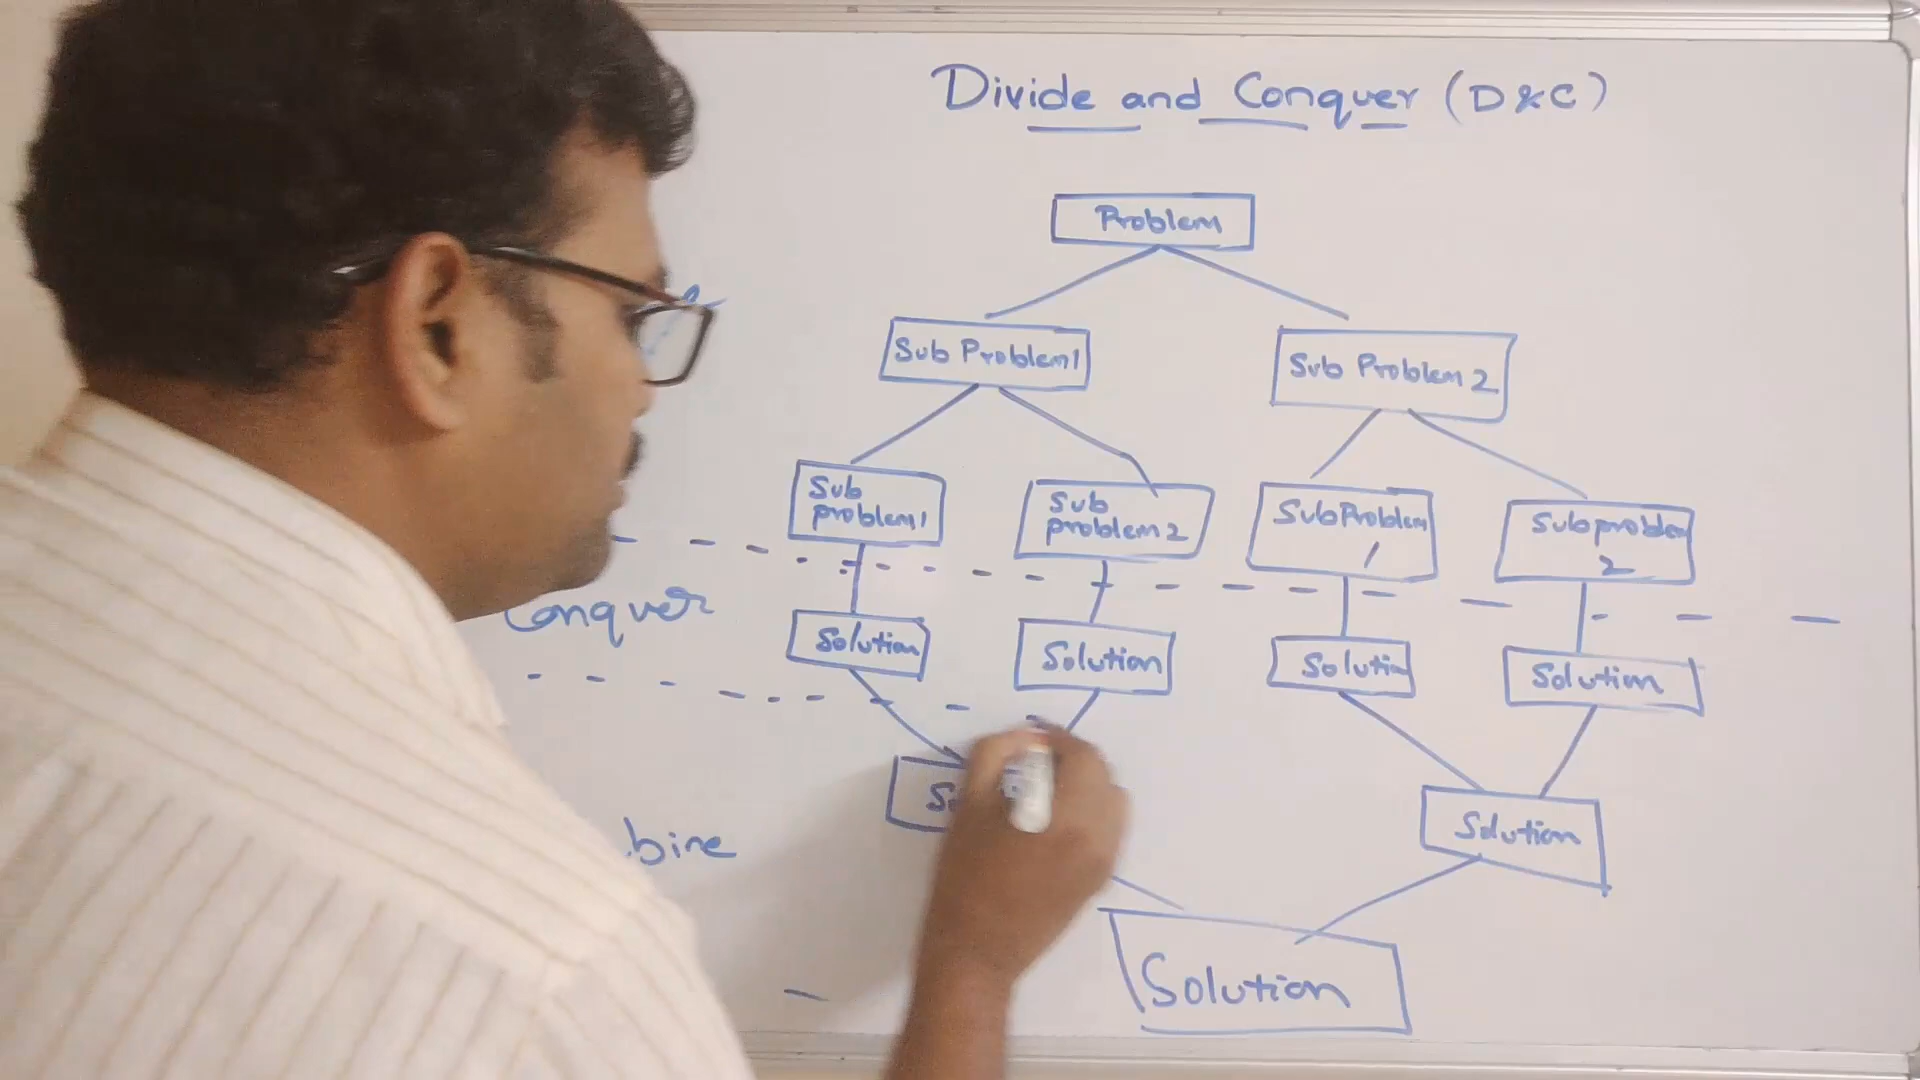 Divide and Conquer (D&C)
Problem
Sub Problem1
Sub Problem 2
Sub
problem1
Sub
problem2
SubProblem
1
Subproblem
2
Conquer
Solution
Solution
Solution
Solution
bine
Solution
Solution